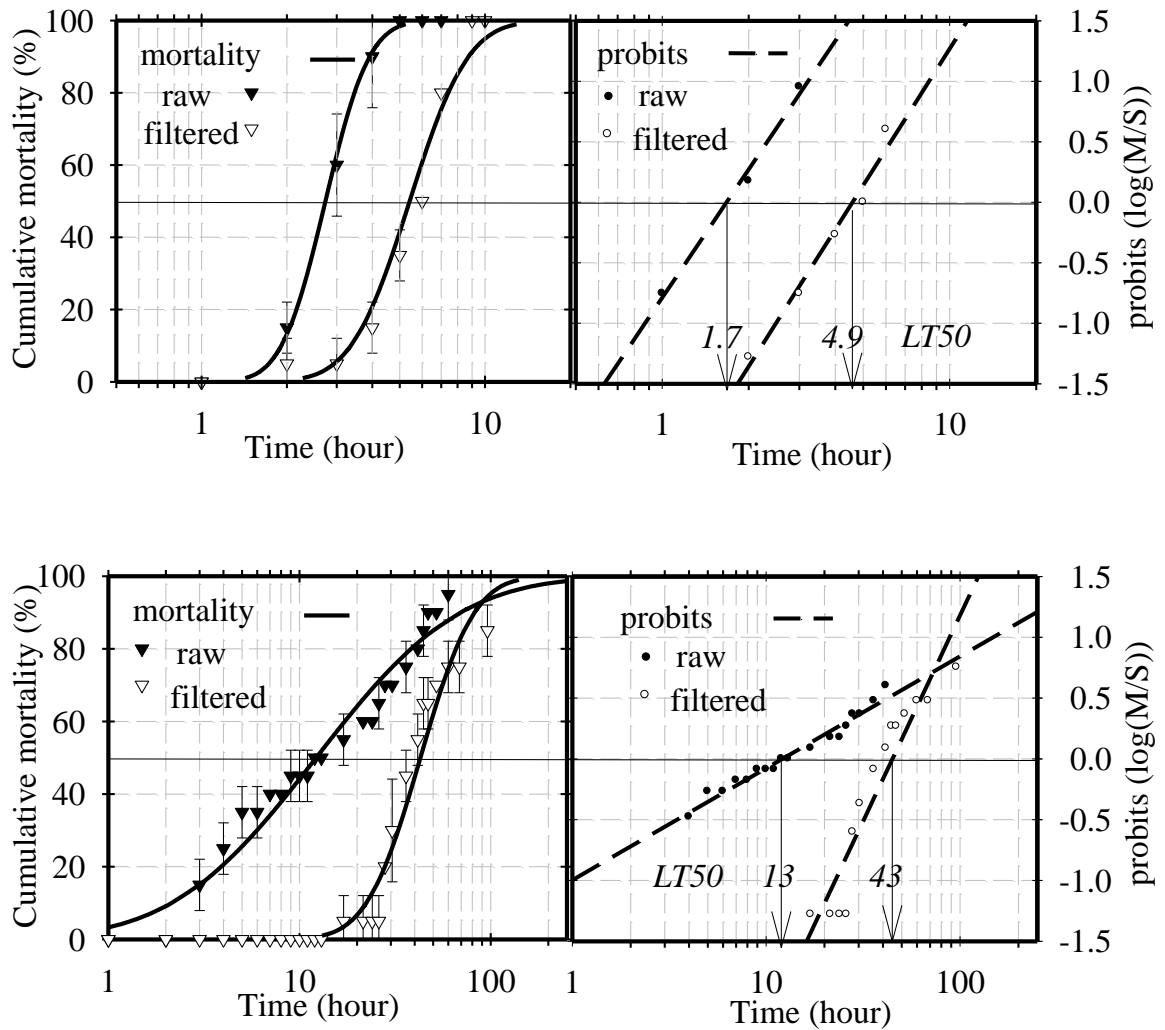 Cumulative mortality (%)
100
80
60
40
20
0
mortality
raw
filtered
1
10
Time (hour)
probits
raw
filtered
1.7
4.9
LT50
1.5
1.0
0.5
0.0
-0.5
-1.0
-1.5
probits (log(M/S))
1
10
Time (hour)
Cumulative mortality (%)
100
80
60
40
20
0
mortality
raw
filtered
1
10
100
Time (hour)
probits
raw
filtered
LT50
13
43
1.5
1.0
0.5
0.0
-0.5
-1.0
-1.5
probits (log(M/S))
1
10
100
Time (hour)